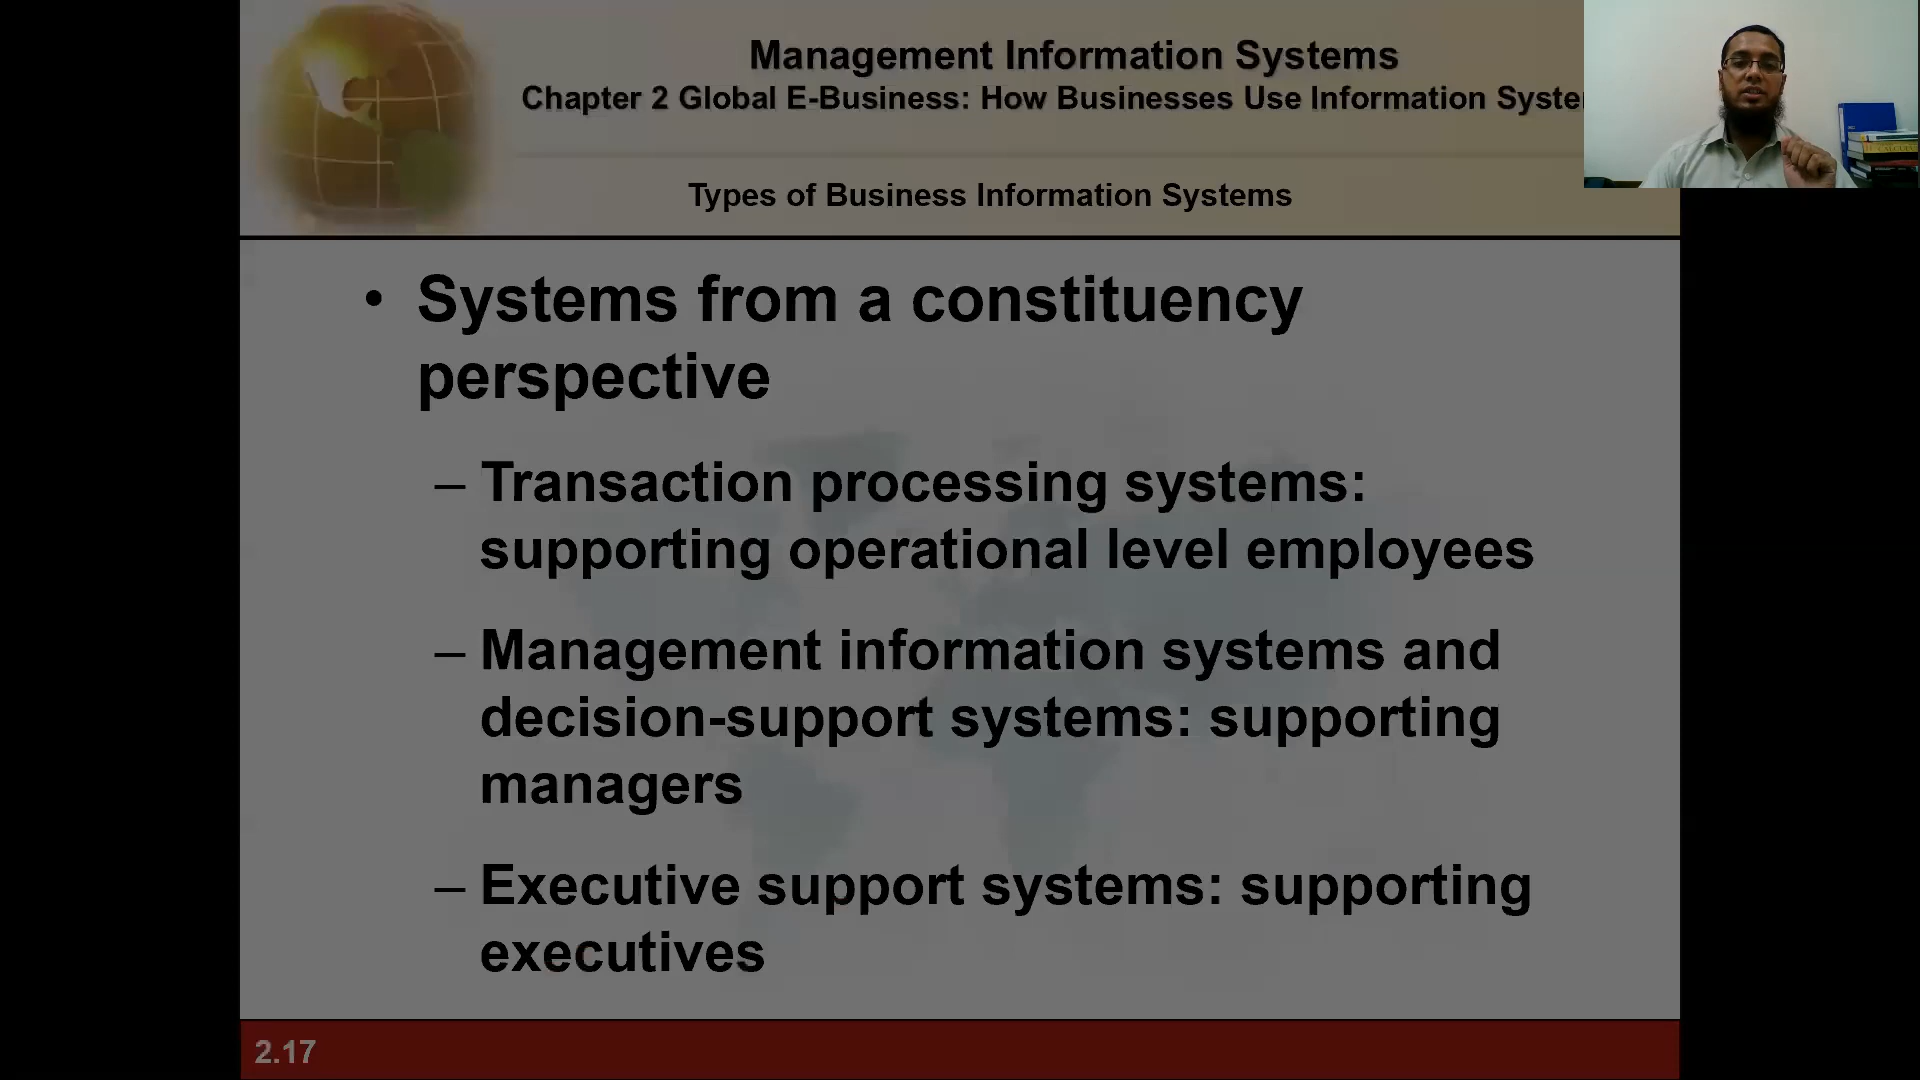 Management Information Systems
Chapter 2 Global E-Business: How Businesses Use Information Syste
Types of Business Information Systems
• Systems from a constituency
perspective
– Transaction processing systems:
supporting operational level employees
– Management information systems and
decision-support systems: supporting
managers
– Executive support systems: supporting
executives
2.17